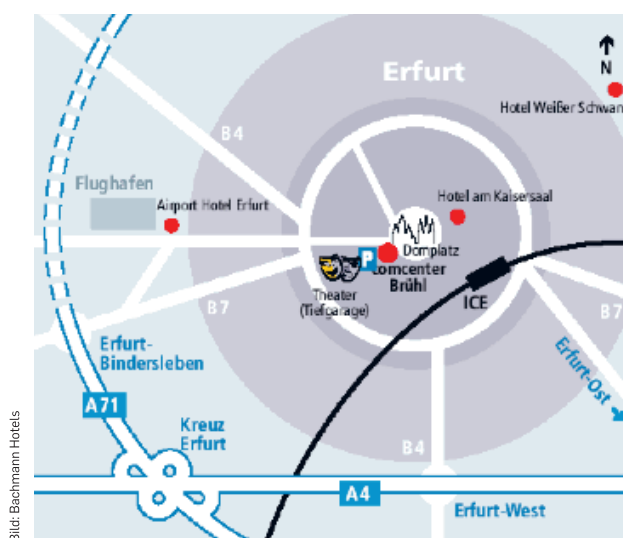 Erfurt
N
Hotel Weißer Schwan
B4
Flughafen
Airport Hotel Erfurt
Hotel am Kaisersaal
P
Domplatz
Comcenter
Brühl
Theater
(Tiefgarage)
ICE
B7
B7
Erfurt-
Bindersleben
Erfurt-Ost
A71
Kreuz
Erfurt
B4
A4
Erfurt-West
Bild: Bachmann Hotels